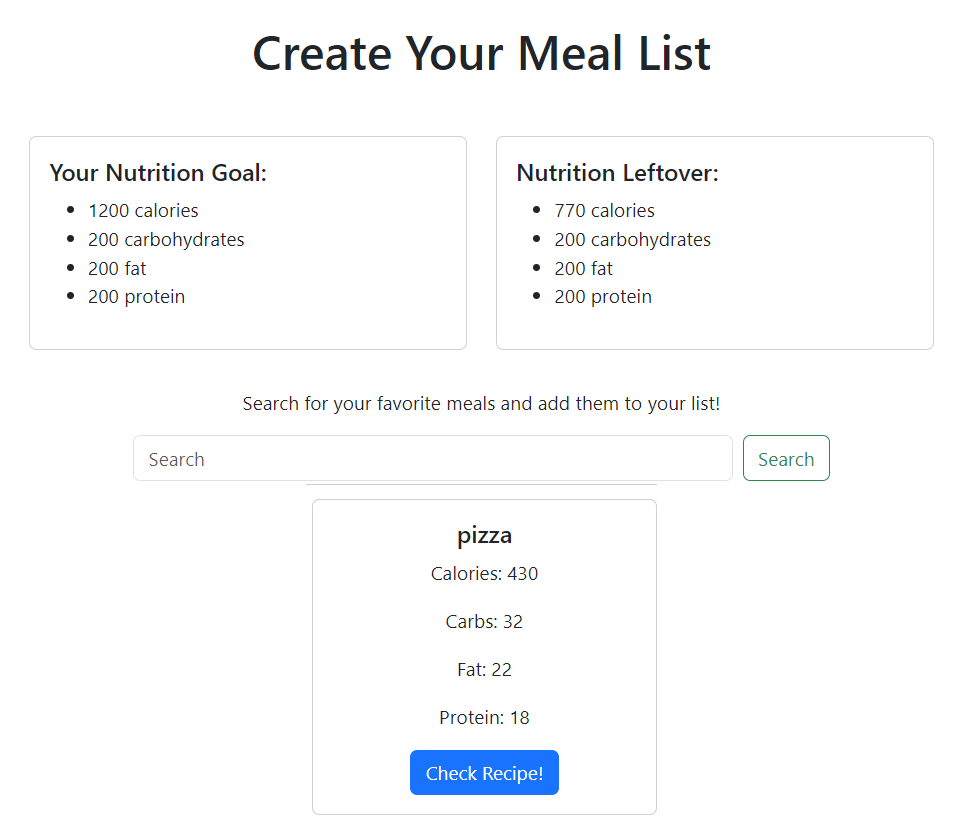 Create Your Meal List
Your Nutrition Goal:
1200 calories
200 carbohydrates
200 fat
200 protein
Nutrition Leftover:
770 calories
200 carbohydrates
200 fat
200 protein
Search for your favorite meals and add them to your list!
Search
Search
pizza
Calories: 430
Carbs: 32
Fat: 22
Protein: 18
Check Recipe!